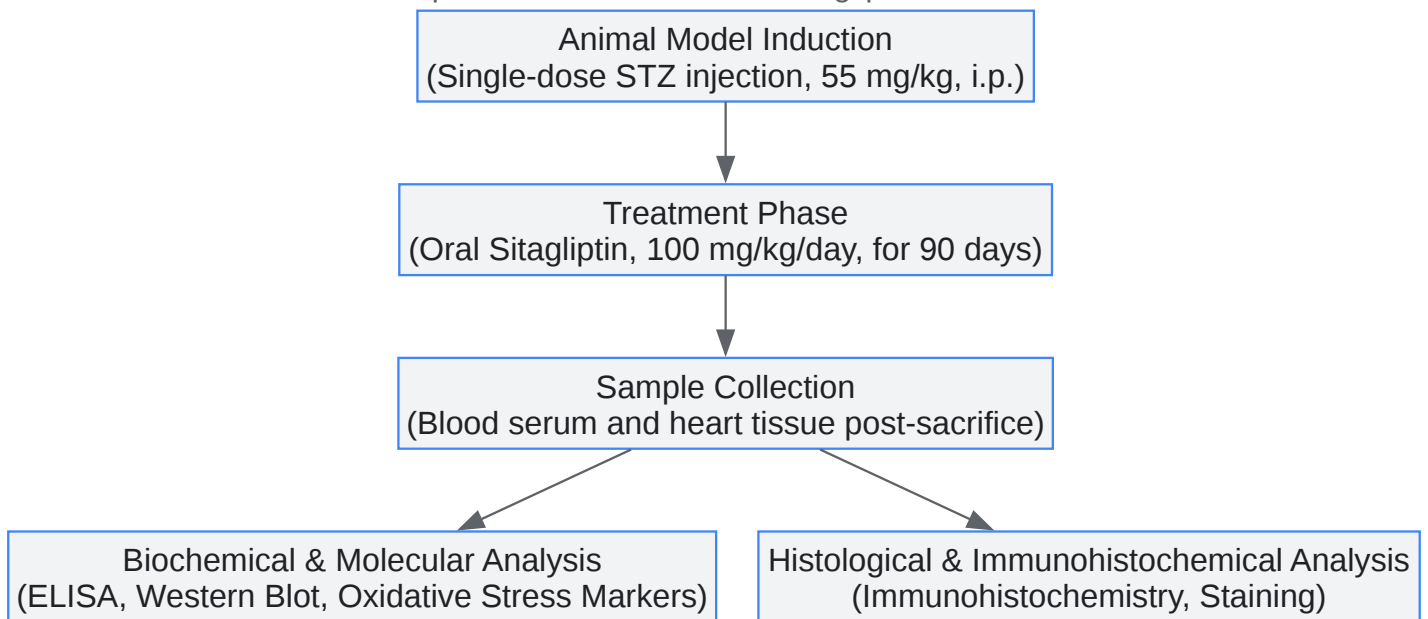 Animal Model Induction
(Single-dose STZ injection, 55 mg/kg, i.p.)
Treatment Phase
(Oral Sitagliptin, 100 mg/kg/day, for 90 days)
Sample Collection
(Blood serum and heart tissue post-sacrifice)
Biochemical & Molecular Analysis
(ELISA, Western Blot, Oxidative Stress Markers)
Histological & Immunohistochemical Analysis
(Immunohistochemistry, Staining)